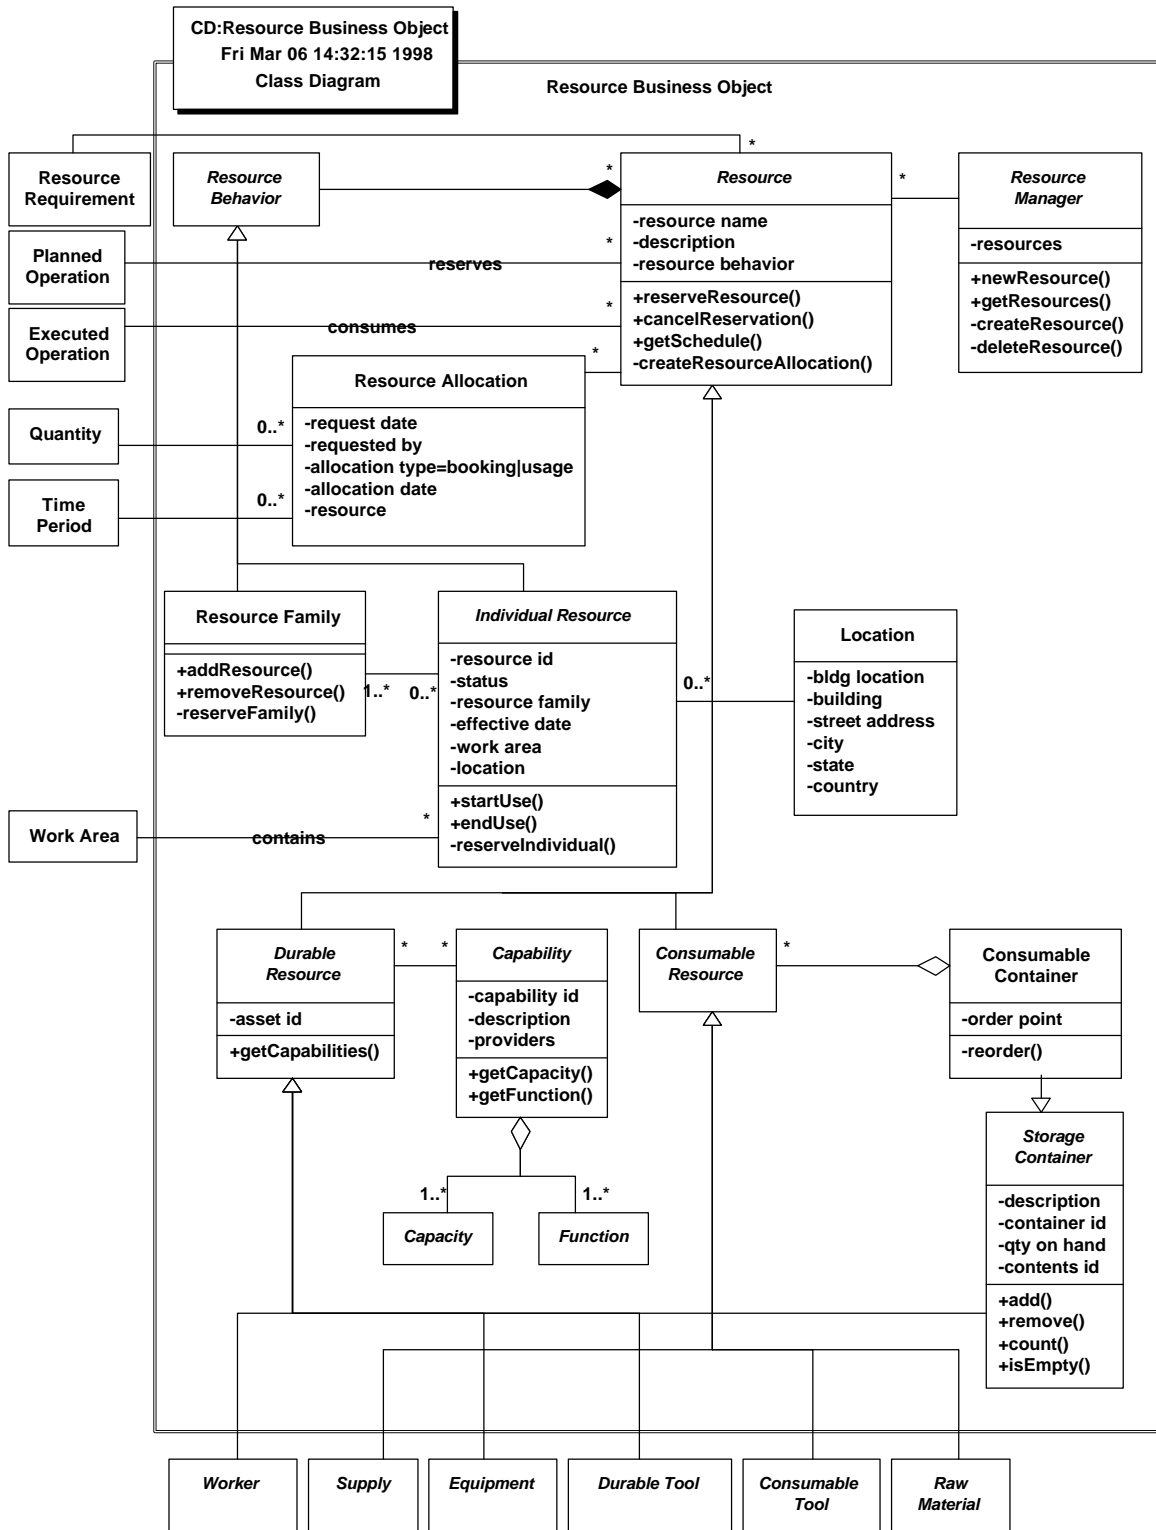 CD:Resource Business Object
Fri Mar 06 14:32:15 1998
Class Diagram
Resource Business Object
*
Resource
Requirement
Resource
Behavior
*
Resource
-resource name
-description
-resource behavior
+reserveResource()
+cancelReservation()
+getSchedule()
-createResourceAllocation()
*
Resource
Manager
-resources
+newResource()
+getResources()
-createResource()
-deleteResource()
Planned
Operation
reserves
*
Executed
Operation
consumes
*
Resource Allocation
*
-request date
-requested by
-allocation type=booking|usage
-allocation date
-resource
Quantity
0..*
Time
Period
0..*
Resource Family
+addResource()
+removeResource()
-reserveFamily()
1..*
0..*
Individual Resource
-resource id
-status
-resource family
-effective date
-work area
-location
+startUse()
+endUse()
-reserveIndividual()
0..*
Location
-bldg location
-building
-street address
-city
-state
-country
Work Area
contains
*
Durable
Resource
-asset id
+getCapabilities()
*
*
Capability
-capability id
-description
-providers
+getCapacity()
+getFunction()
Consumable
Resource
*
Consumable
Container
-order point
-reorder()
1..*
1..*
Capacity
Function
Storage
Container
-description
-container id
-qty on hand
-contents id
+add()
+remove()
+count()
+isEmpty()
Worker
Supply
Equipment
Durable Tool
Consumable
Tool
Raw
Material